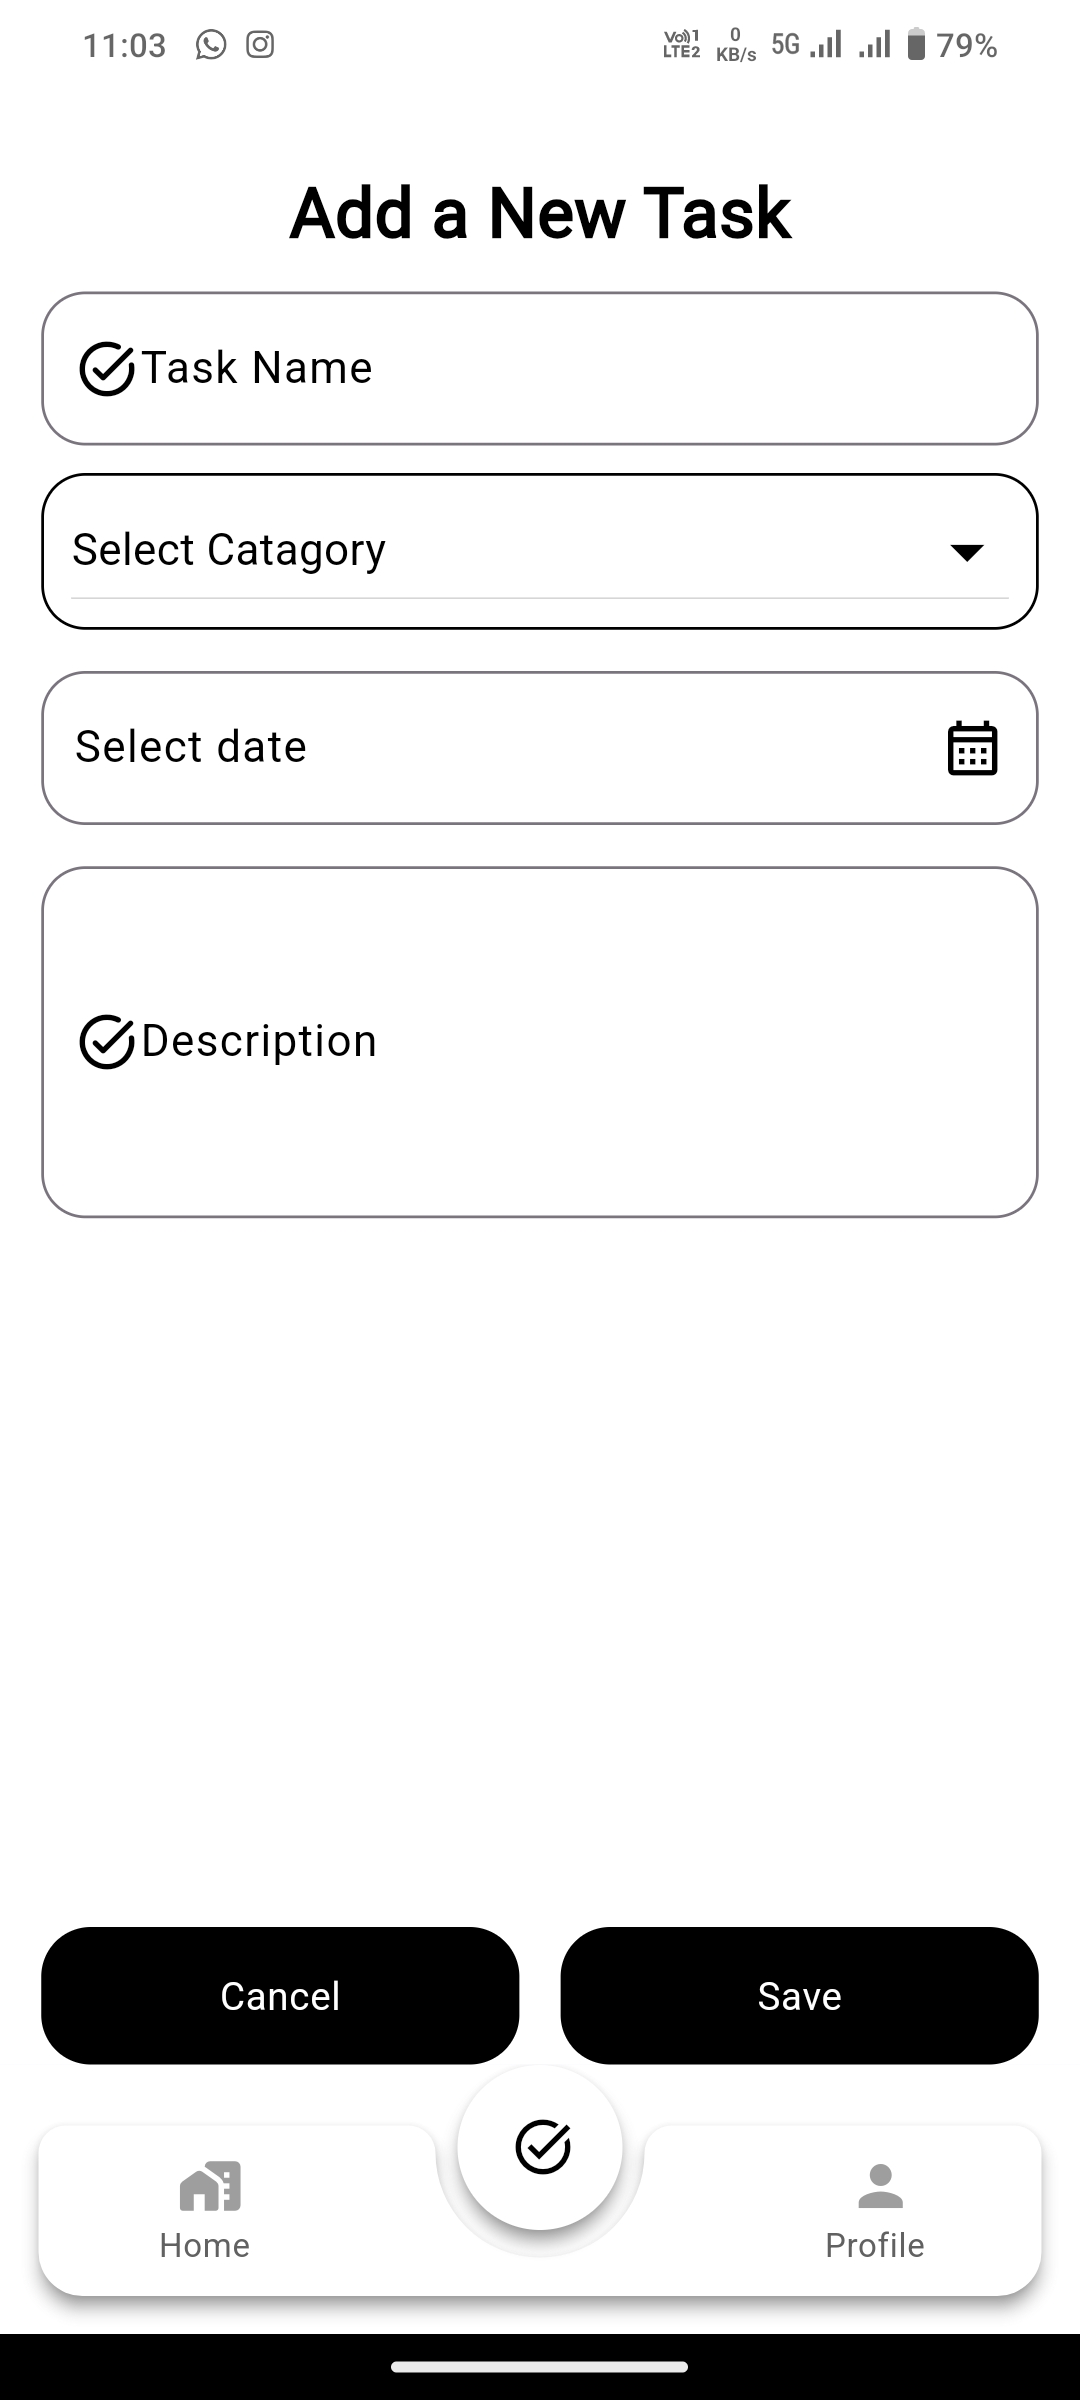 11:03 Vo)) 1 LTE2 0 KB/s 5G 79%
Add a New Task
Task Name
Select Catagory
Select date
Description
Cancel Save
Home Profile